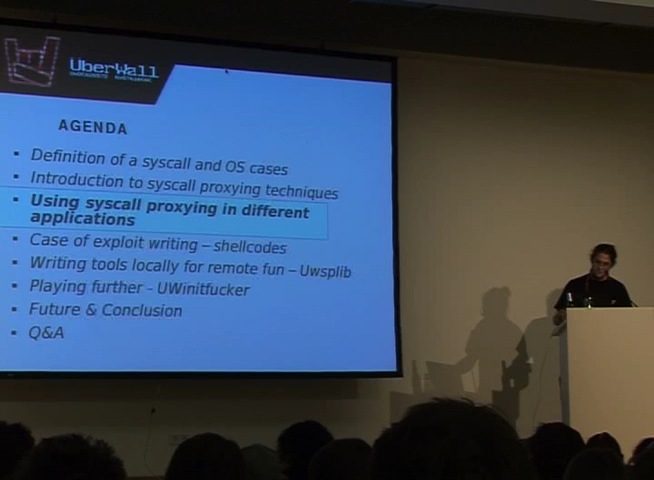 UberWall
AGENDA
Definition of a syscall and OS cases
Introduction to syscall proxying techniques
Using syscall proxying in different
applications
Case of exploit writing – shellcodes
Writing tools locally for remote fun – Uwsplib
Playing further - UWinitfucker
Future & Conclusion
Q&A